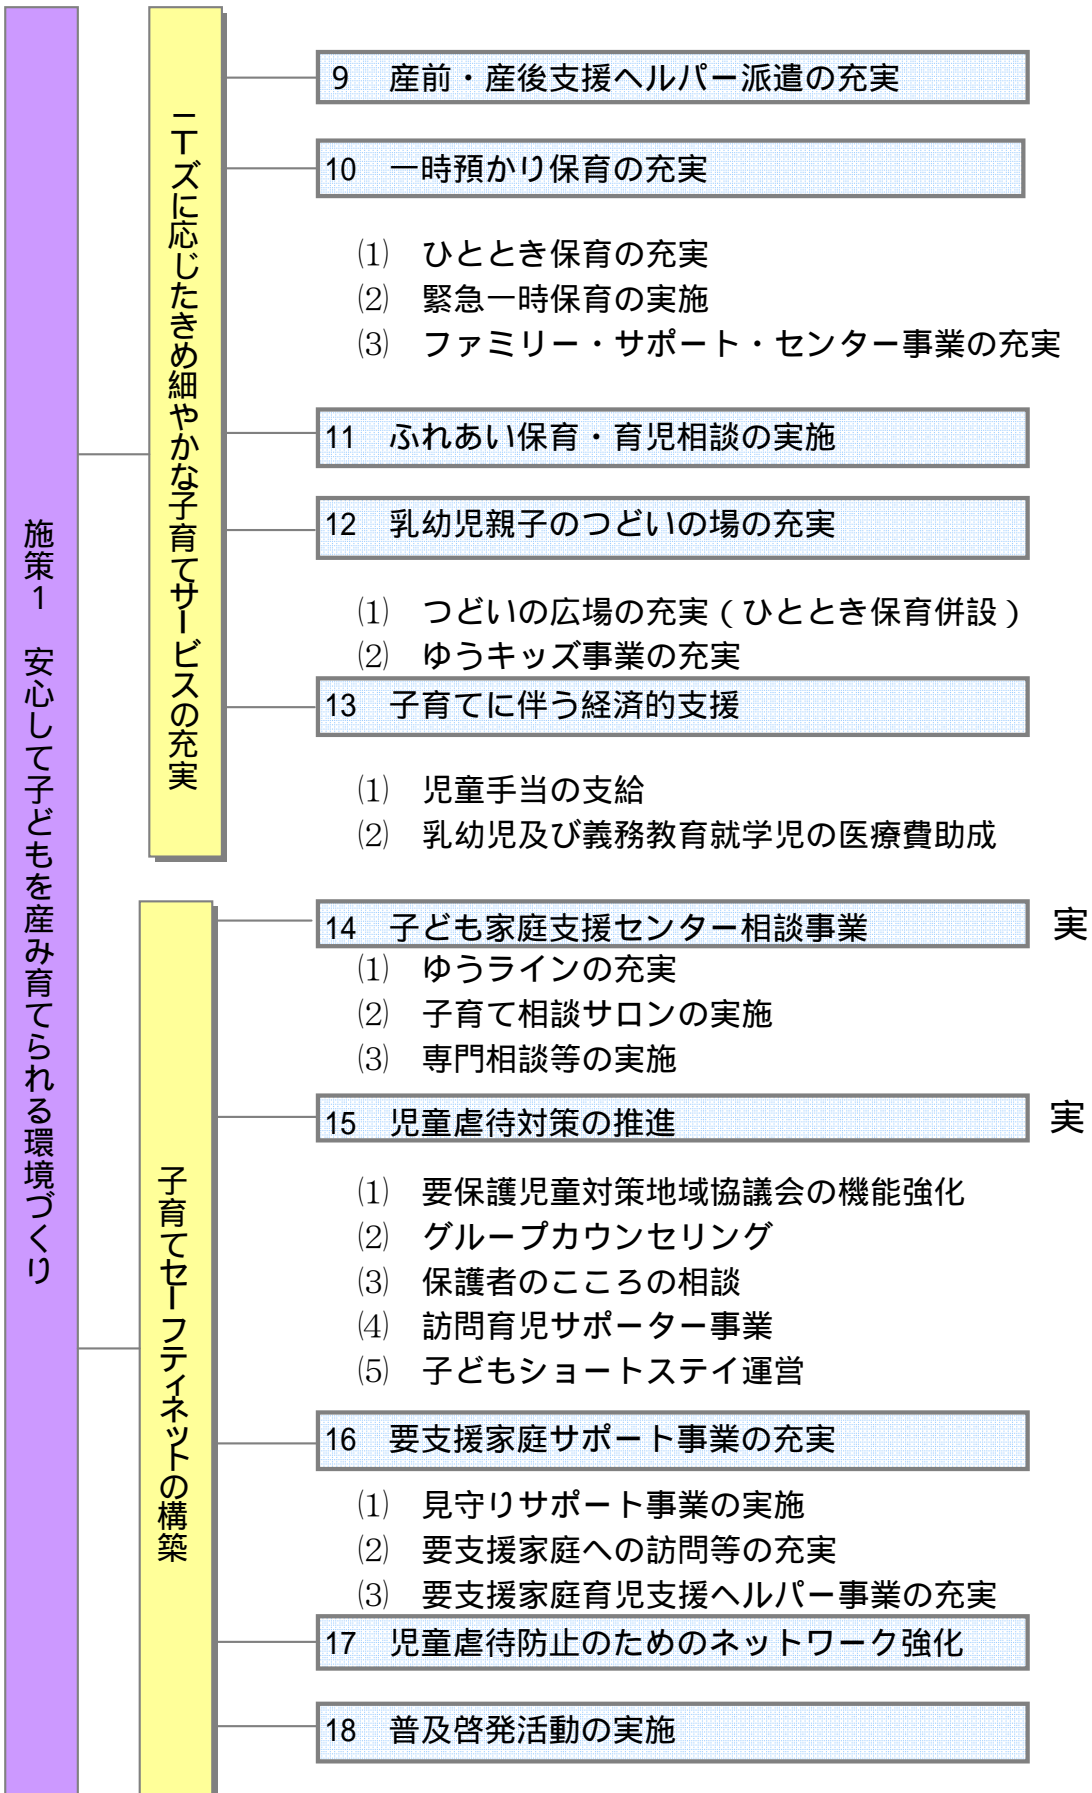 施策1　安心して子どもを産み育てられる環境づくり
ニーズに応じたきめ細やかな子育てサービスの充実
9　産前・産後支援ヘルパー派遣の充実
10　一時預かり保育の充実
⑴　ひととき保育の充実
⑵　緊急一時保育の実施
⑶　ファミリー・サポート・センター事業の充実
11　ふれあい保育・育児相談の実施
12　乳幼児親子のつどいの場の充実
⑴　つどいの広場の充実（ひととき保育併設）
⑵　ゆうキッズ事業の充実
13　子育てに伴う経済的支援
⑴　児童手当の支給
⑵　乳幼児及び義務教育就学児の医療費助成
子育てセーフティネットの構築
14　子ども家庭支援センター相談事業　実
⑴　ゆうラインの充実
⑵　子育て相談サロンの実施
⑶　専門相談等の実施
15　児童虐待対策の推進　実
⑴　要保護児童対策地域協議会の機能強化
⑵　グループカウンセリング
⑶　保護者のこころの相談
⑷　訪問育児サポーター事業
⑸　子どもショートステイ運営
16　要支援家庭サポート事業の充実
⑴　見守りサポート事業の実施
⑵　要支援家庭への訪問等の充実
⑶　要支援家庭育児支援ヘルパー事業の充実
17　児童虐待防止のためのネットワーク強化
18　普及啓発活動の実施